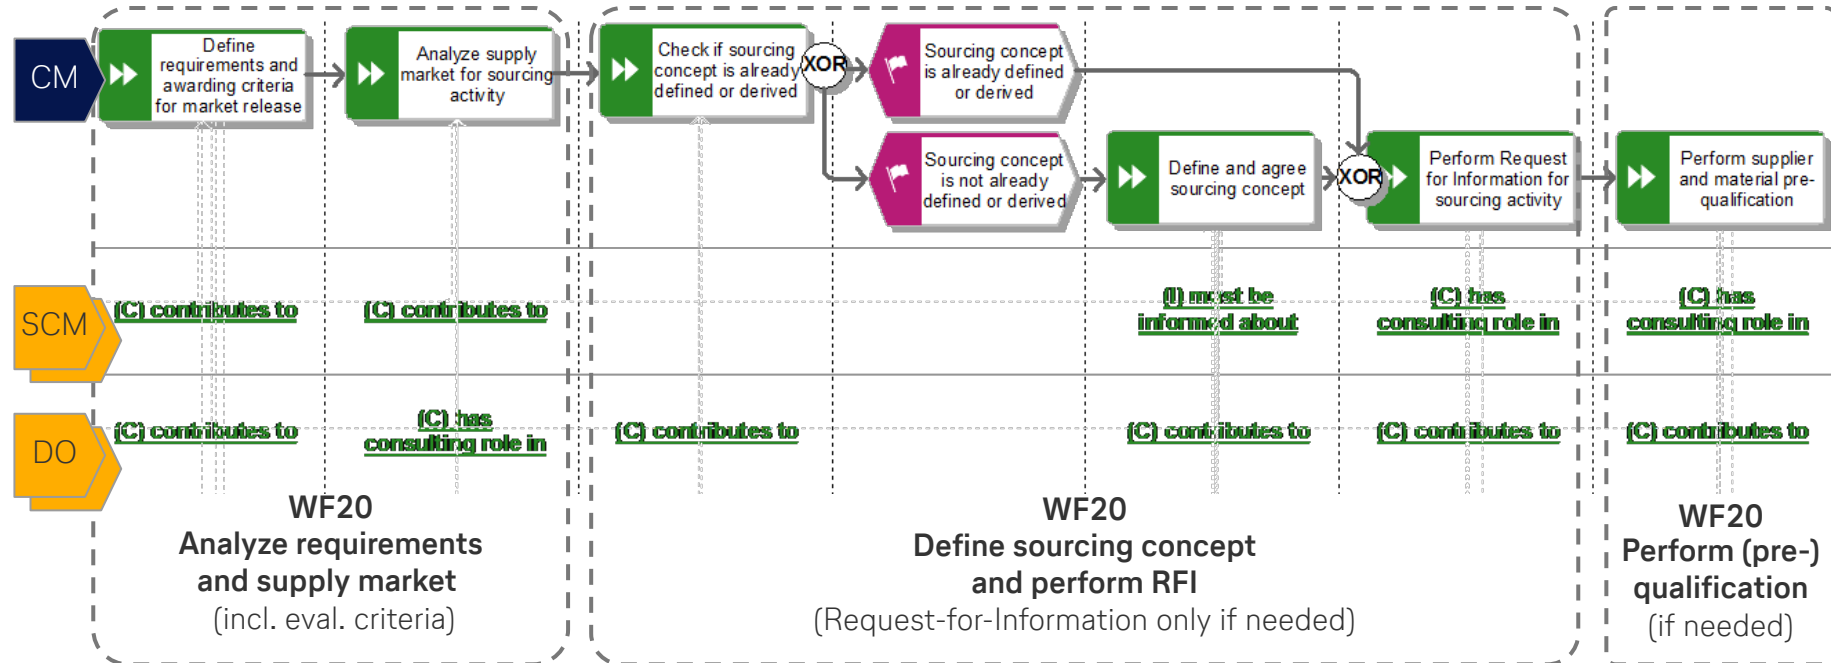 CM
Define
requirements and
awarding criteria
for market release
Analyze supply
market for sourcing
activity
Check if sourcing
concept is already
defined or derived
XOR
Sourcing concept
is already defined
or derived
Sourcing concept
is not already
defined or derived
Define and agree
sourcing concept
XOR
Perform Request
for Information for
sourcing activity
Perform supplier
and material pre-
qualification
SCM
(C) contributes to
(C) contributes to
(I) must be
informed about
(C) has
consulting role in
(C) has
consulting role in
DO
(C) contributes to
(C) has
consulting role in
(C) contributes to
(C) contributes to
(C) contributes to
(C) contributes to
WF20
Analyze requirements
and supply market
(incl. eval. criteria)
WF20
Define sourcing concept
and perform RFI
(Request-for-Information only if needed)
WF20
Perform (pre-)
qualification
(if needed)